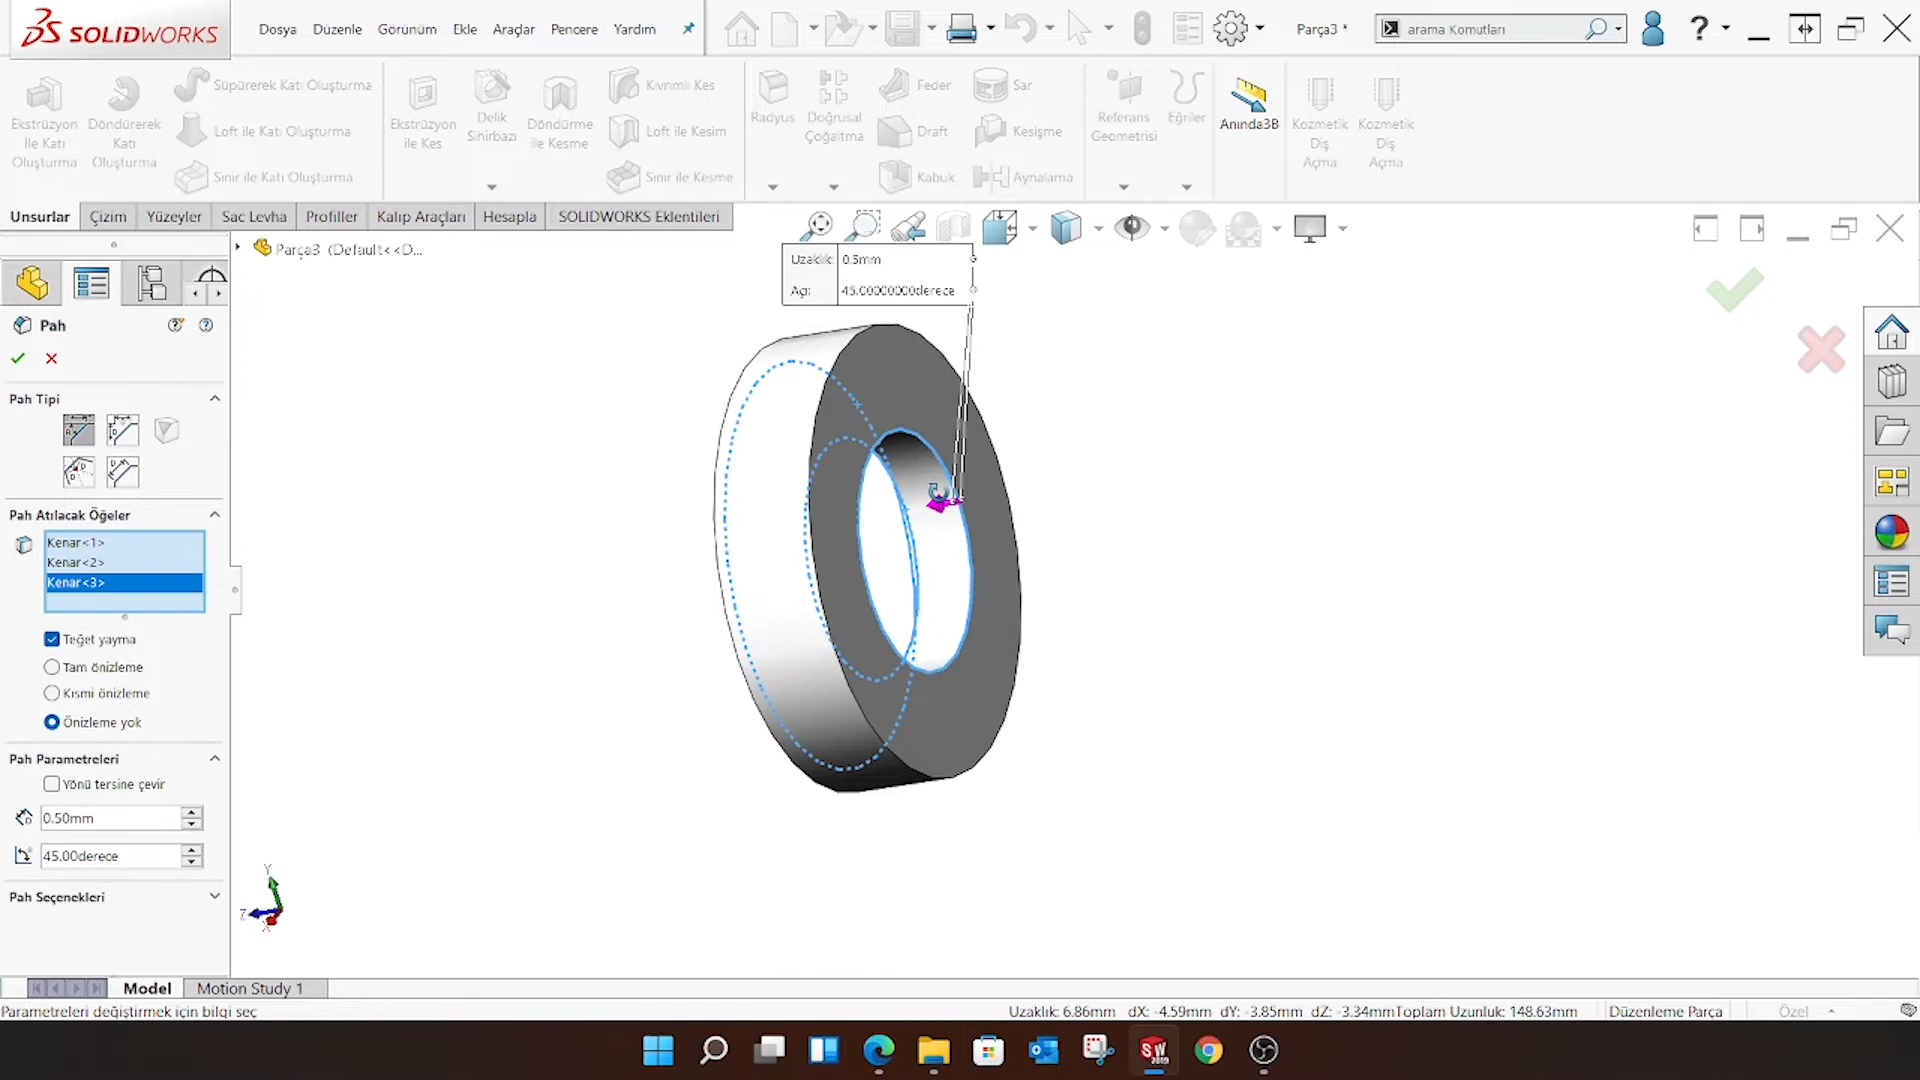 SOLIDWORKS
Dosya Düzenle Görünüm Ekle Araçlar Pencere Yardım
Parça3 *
arama Komutları
Ekstrüzyon İle Katı Oluşturma
Döndürerek Katı Oluşturma
Süpürerek Katı Oluşturma
Loft ile Katı Oluşturma
Sınır ile Katı Oluşturma
Ekstrüzyon ile Kes
Delik Sihirbazı
Döndürme ile Kesme
Kıvrımlı Kes
Loft ile Kesim
Sınır ile Kesme
Radyus
Doğrusal Çoğaltma
Feder
Draft
Kabuk
Sar
Kesişme
Aynalama
Referans Geometrisi
Eğriler
Anında3B
Kozmetik Diş Açma
Kozmetik Diş Açma
Unsurlar Çizim Yüzeyler Sac Levha Profiller Kalıp Araçları Hesapla SOLIDWORKS Eklentileri
Parça3 (Default<<D...
Uzaklık: 0.5mm
Açı: 45.00000000derece
Pah
Pah Tipi
Pah Atılacak Öğeler
Kenar<1>
Kenar<2>
Kenar<3>
Teğet yayma
Tam önizleme
Kısmi önizleme
Önizleme yok
Pah Parametreleri
Yönü tersine çevir
0.50mm
45.00derece
Pah Seçenekleri
Y
Z
X
Model Motion Study 1
Parametreleri değiştirmek için bilgi seç
Uzaklık: 6.86mm dX: -4.59mm dY: -3.85mm dZ: -3.34mmToplam Uzunluk: 148.63mm Düzenleme Parça Özel
SW
2019